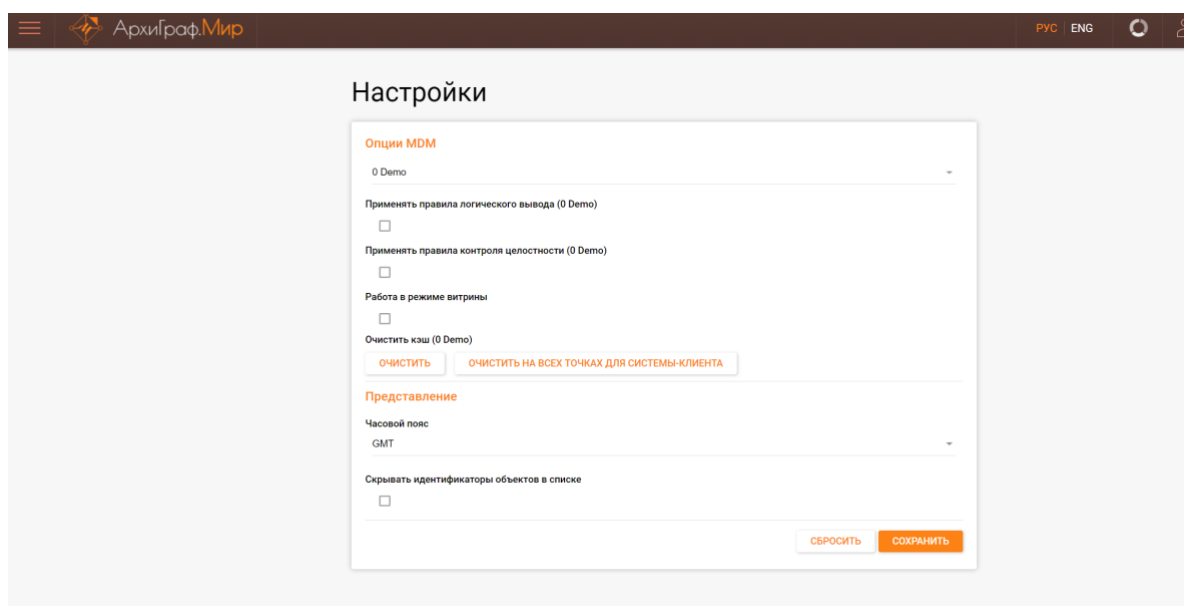 АрхиГраф.Мир
РУС ENG
Настройки
Опции MDM
0 Demo
Применять правила логического вывода (0 Demo)
Применять правила контроля целостности (0 Demo)
Работа в режиме витрины
Очистить кэш (0 Demo)
ОЧИСТИТЬ ОЧИСТИТЬ НА ВСЕХ ТОЧКАХ ДЛЯ СИСТЕМЫ-КЛИЕНТА
Представление
Часовой пояс
GMT
Скрывать идентификаторы объектов в списке
СБРОСИТЬ СОХРАНИТЬ